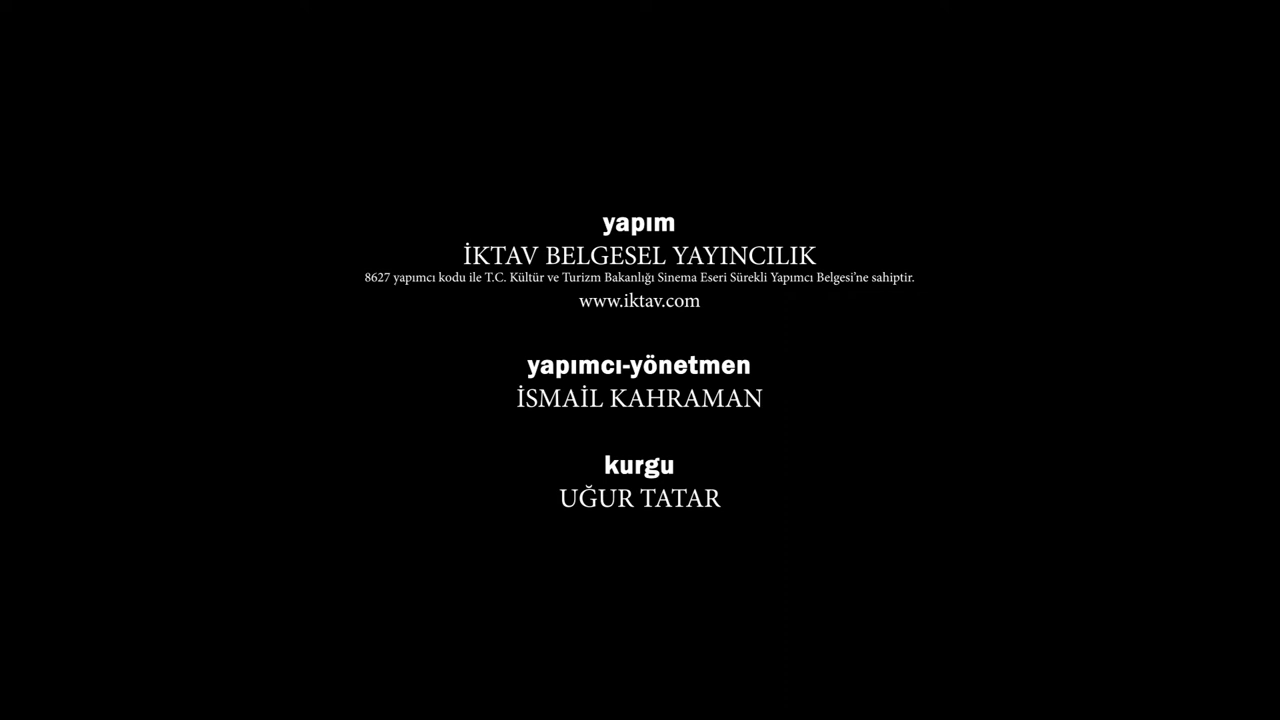 yapım
İKTAV BELGESEL YAYINCILIK
8627 yapımcı kodu ile T.C. Kültür ve Turizm Bakanlığı Sinema Eseri Sürekli Yapımcı Belgesi’ne sahiptir.
www.iktav.com
yapımcı-yönetmen
İSMAİL KAHRAMAN
kurgu
UĞUR TATAR